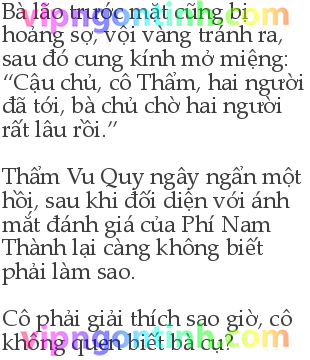 Bà lão trước mặt cũng bị
hoảng sợ, vội vàng tránh ra,
sau đó cung kính mở miệng:
“Cậu chủ, cô Thẩm, hai người
đã tới, bà chủ chờ hai người
rất lâu rồi.”
Thẩm Vu Quy ngây ngẩn một
hồi, sau khi đối diện với ánh
mắt đánh giá của Phí Nam
Thành lại càng không biết
phải làm sao.
Cô phải giải thích sao giờ, cô
không quen biết bà cụ?
vipngontinh.com
vipngontinh.com